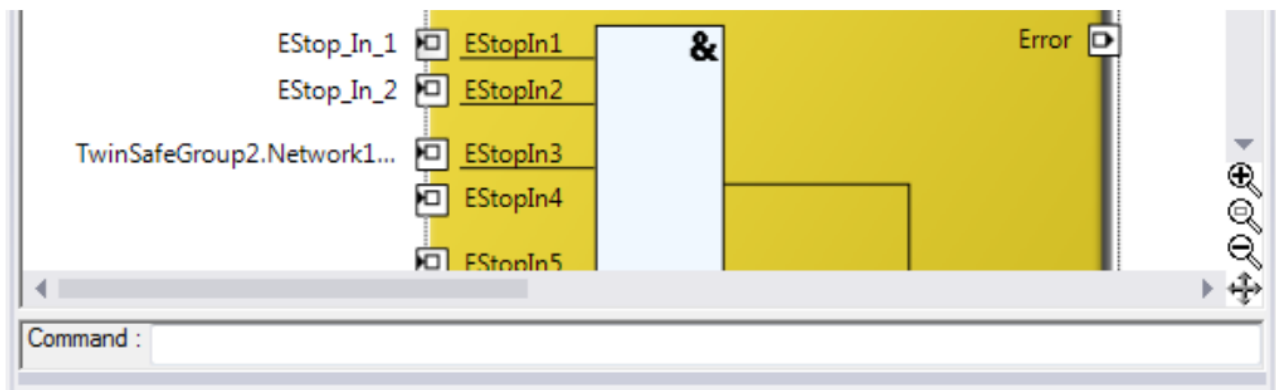 EStop_In_1 EStopIn1 & Error
EStop_In_2 EStopIn2
TwinSafeGroup2.Network1... EStopIn3
EStopIn4
EStopIn5
Command :